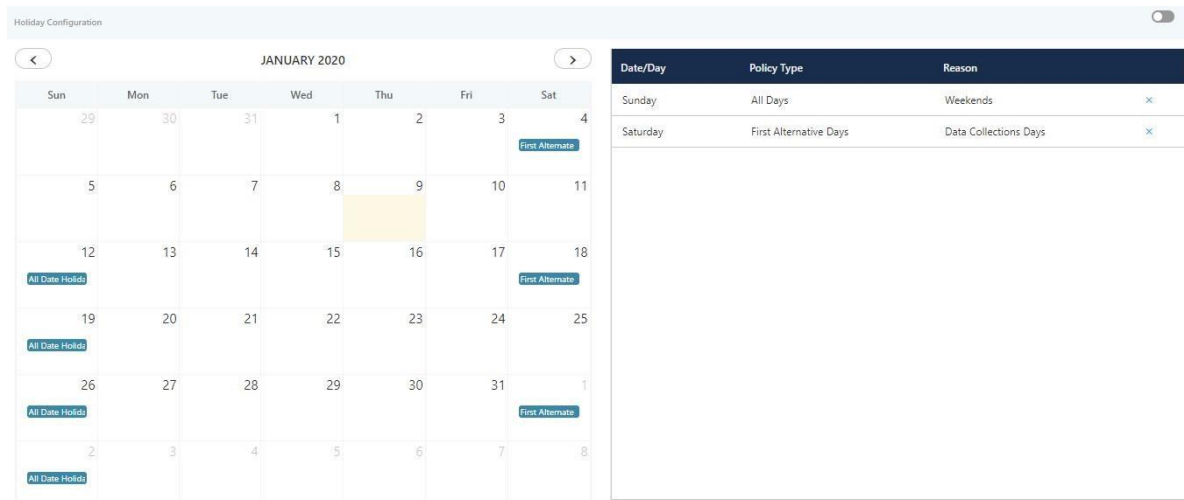 Holiday Configuration
JANUARY 2020
Sun Mon Tue Wed Thu Fri Sat
29 30 31 1 2 3 4
First Alternate
5 6 7 8 9 10 11
12 13 14 15 16 17 18
All Date Holida First Alternate
19 20 21 22 23 24 25
All Date Holida
26 27 28 29 30 31 1
All Date Holida First Alternate
2 3 4 5 6 7 8
All Date Holida
Date/Day Policy Type Reason
Sunday All Days Weekends ×
Saturday First Alternative Days Data Collections Days ×